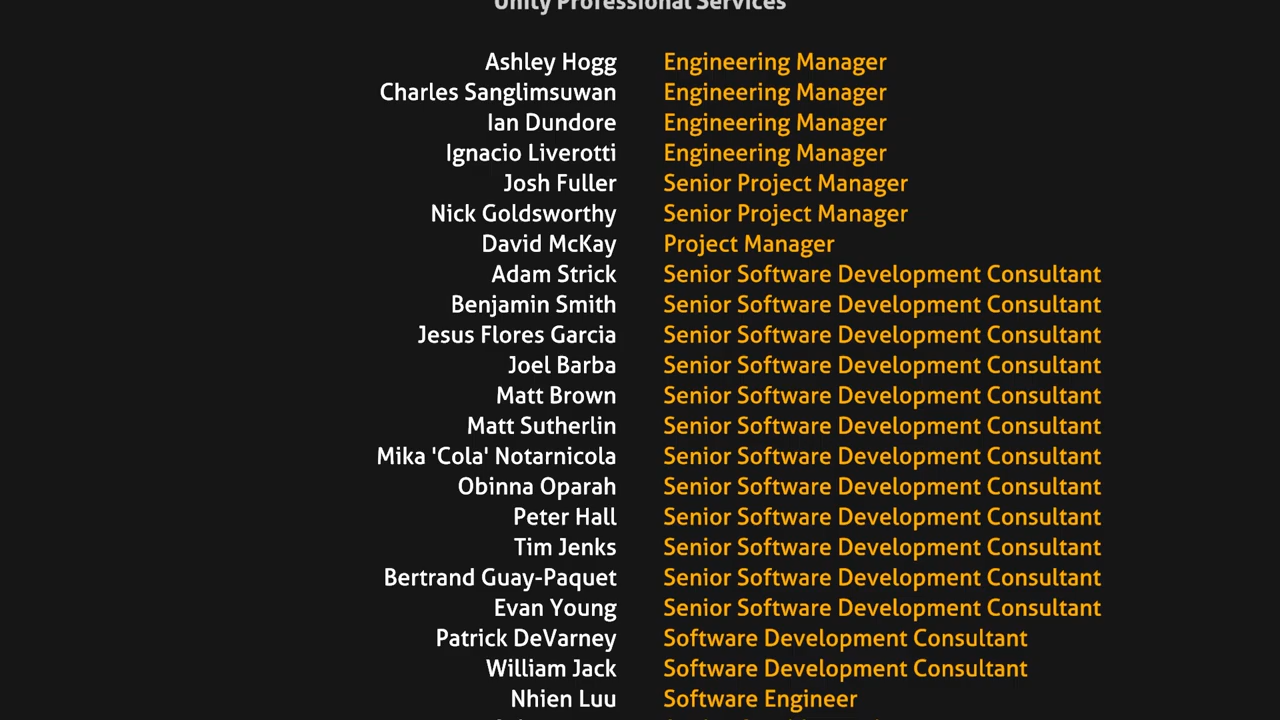 Unity Professional Services
Ashley Hogg Engineering Manager
Charles Sanglimsuwan Engineering Manager
Ian Dundore Engineering Manager
Ignacio Liverotti Engineering Manager
Josh Fuller Senior Project Manager
Nick Goldsworthy Senior Project Manager
David McKay Project Manager
Adam Strick Senior Software Development Consultant
Benjamin Smith Senior Software Development Consultant
Jesus Flores Garcia Senior Software Development Consultant
Joel Barba Senior Software Development Consultant
Matt Brown Senior Software Development Consultant
Matt Sutherlin Senior Software Development Consultant
Mika 'Cola' Notarnicola Senior Software Development Consultant
Obinna Oparah Senior Software Development Consultant
Peter Hall Senior Software Development Consultant
Tim Jenks Senior Software Development Consultant
Bertrand Guay-Paquet Senior Software Development Consultant
Evan Young Senior Software Development Consultant
Patrick DeVarney Software Development Consultant
William Jack Software Development Consultant
Nhien Luu Software Engineer